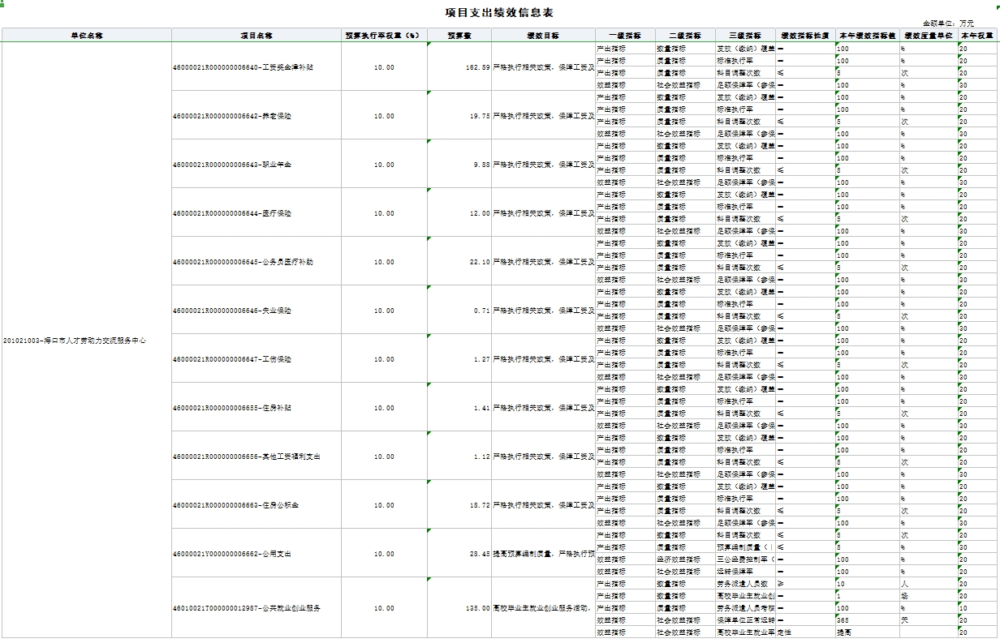 项目支出绩效信息表
金额单位：万元
单位名称 项目名称 预算执行率权重（%） 预算数 绩效目标 一级指标 二级指标 三级指标 绩效指标性质 本年绩效指标值 绩效度量单位 本年权重
201021003-海口市人才劳动力交流服务中心
46000021R000000006640-工资奖金津补贴 10.00 162.89 严格执行相关政策，保障工资及
产出指标 数量指标 发放（缴纳）覆盖 = 100 % 20
产出指标 质量指标 标准执行率 = 100 % 20
产出指标 质量指标 科目调整次数 ≤ 5 次 20
效益指标 社会效益指标 足额保障率（参保 = 100 % 30
46000021R000000006642-养老保险 10.00 19.75 严格执行相关政策，保障工资及
产出指标 数量指标 发放（缴纳）覆盖 = 100 % 20
产出指标 质量指标 标准执行率 = 100 % 20
产出指标 质量指标 科目调整次数 ≤ 5 次 20
效益指标 社会效益指标 足额保障率（参保 = 100 % 30
46000021R000000006643-职业年金 10.00 9.88 严格执行相关政策，保障工资及
产出指标 数量指标 发放（缴纳）覆盖 = 100 % 20
产出指标 质量指标 标准执行率 = 100 % 20
产出指标 质量指标 科目调整次数 ≤ 5 次 20
效益指标 社会效益指标 足额保障率（参保 = 100 % 30
46000021R000000006644-医疗保险 10.00 12.00 严格执行相关政策，保障工资及
产出指标 数量指标 发放（缴纳）覆盖 = 100 % 20
产出指标 质量指标 标准执行率 = 100 % 20
产出指标 质量指标 科目调整次数 ≤ 5 次 20
效益指标 社会效益指标 足额保障率（参保 = 100 % 30
46000021R000000006645-公务员医疗补助 10.00 22.10 严格执行相关政策，保障工资及
产出指标 数量指标 发放（缴纳）覆盖 = 100 % 20
产出指标 质量指标 标准执行率 = 100 % 20
产出指标 质量指标 科目调整次数 ≤ 5 次 20
效益指标 社会效益指标 足额保障率（参保 = 100 % 30
46000021R000000006646-失业保险 10.00 0.71 严格执行相关政策，保障工资及
产出指标 数量指标 发放（缴纳）覆盖 = 100 % 20
产出指标 质量指标 标准执行率 = 100 % 20
产出指标 质量指标 科目调整次数 ≤ 5 次 20
效益指标 社会效益指标 足额保障率（参保 = 100 % 30
46000021R000000006647-工伤保险 10.00 1.27 严格执行相关政策，保障工资及
产出指标 数量指标 发放（缴纳）覆盖 = 100 % 20
产出指标 质量指标 标准执行率 = 100 % 20
产出指标 质量指标 科目调整次数 ≤ 5 次 20
效益指标 社会效益指标 足额保障率（参保 = 100 % 30
46000021R000000006655-住房补贴 10.00 1.41 严格执行相关政策，保障工资及
产出指标 数量指标 发放（缴纳）覆盖 = 100 % 20
产出指标 质量指标 标准执行率 = 100 % 20
产出指标 质量指标 科目调整次数 ≤ 5 次 20
效益指标 社会效益指标 足额保障率（参保 = 100 % 30
46000021R000000006656-其他工资福利支出 10.00 1.12 严格执行相关政策，保障工资及
产出指标 数量指标 发放（缴纳）覆盖 = 100 % 20
产出指标 质量指标 标准执行率 = 100 % 20
产出指标 质量指标 科目调整次数 ≤ 5 次 20
效益指标 社会效益指标 足额保障率（参保 = 100 % 30
46000021R000000006663-住房公积金 10.00 18.72 严格执行相关政策，保障工资及
产出指标 数量指标 发放（缴纳）覆盖 = 100 % 20
产出指标 质量指标 标准执行率 = 100 % 20
产出指标 质量指标 科目调整次数 ≤ 5 次 20
效益指标 社会效益指标 足额保障率（参保 = 100 % 30
46000021Y000000006662-公用支出 10.00 28.45 提高预算编制质量，严格执行预
产出指标 数量指标 科目调整次数 ≤ 5 次 20
产出指标 质量指标 预算编制质量（ ≤ 5 % 30
效益指标 经济效益指标 三公经费控制率（ = 100 % 20
效益指标 社会效益指标 运转保障率 = 100 % 20
46010021T000000012987-公共就业创业服务 10.00 135.00 高校毕业生就业创业服务活动，
产出指标 数量指标 劳务派遣人员数 ≥ 10 人 20
产出指标 数量指标 高校毕业生就业创 = 1 场 20
产出指标 质量指标 劳务派遣人员考核 = 100 % 10
效益指标 社会效益指标 保障单位正常运转 = 365 天 20
效益指标 社会效益指标 高校毕业生就业率 定性 提高 20